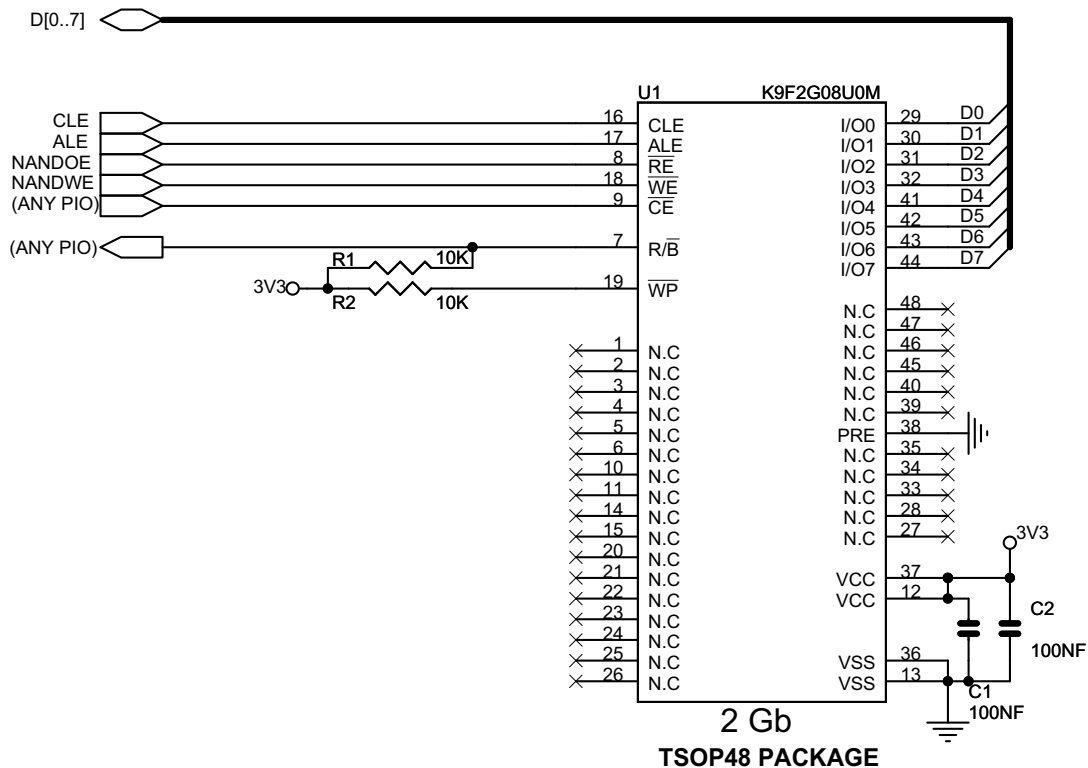 D[0..7]
U1 K9F2G08U0M
CLE 16 CLE I/O0 29 D0
ALE 17 ALE I/O1 30 D1
NANDOE 8 RE I/O2 31 D2
NANDWE 18 WE I/O3 32 D3
(ANY PIO) 9 CE I/O4 41 D4
I/O5 42 D5
(ANY PIO) 7 R/B I/O6 43 D6
R1 10K I/O7 44 D7
3V3 19 WP
R2 10K
N.C 48
N.C 47
1 N.C N.C 46
2 N.C N.C 45
3 N.C N.C 40
4 N.C N.C 39
5 N.C PRE 38
6 N.C N.C 35
10 N.C N.C 34
11 N.C N.C 33
14 N.C N.C 28
15 N.C N.C 27
20 N.C 3V3
21 N.C VCC 37
22 N.C VCC 12
23 N.C C2
24 N.C 100NF
25 N.C VSS 36
26 N.C VSS 13
C1
100NF
2 Gb
TSOP48 PACKAGE